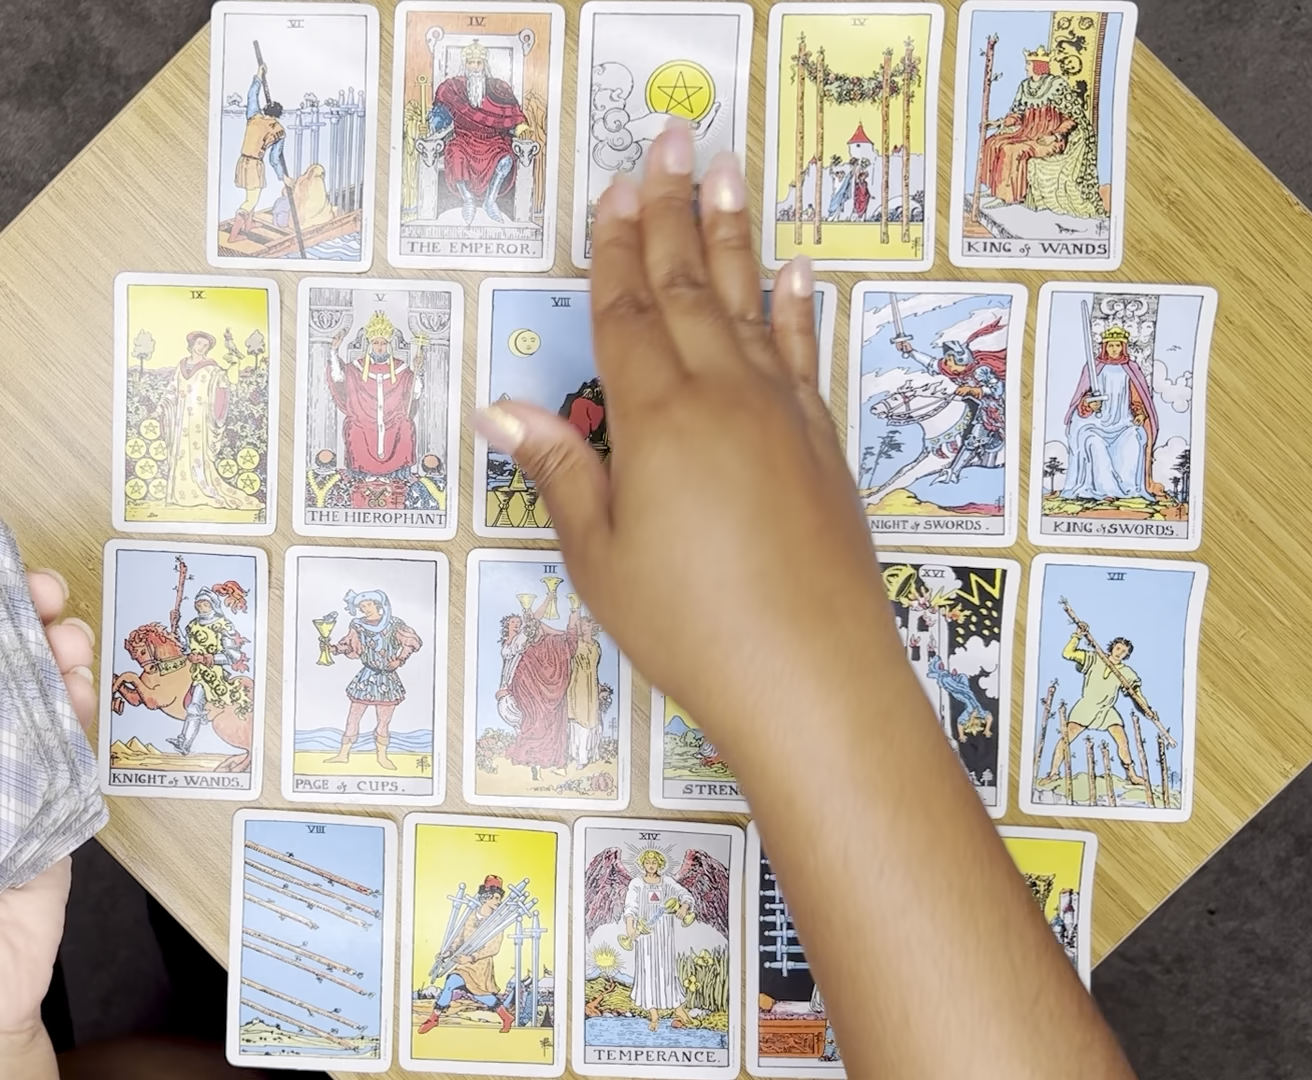 VI
IV
THE EMPEROR.
IV
KING of WANDS
IX
V
THE HIEROPHANT
VIII
NIGHT of SWORDS.
KING of SWORDS.
KNIGHT of WANDS.
PAGE of CUPS.
III
STREN
XVI
VII
VIII
VII
XIV
TEMPERANCE.